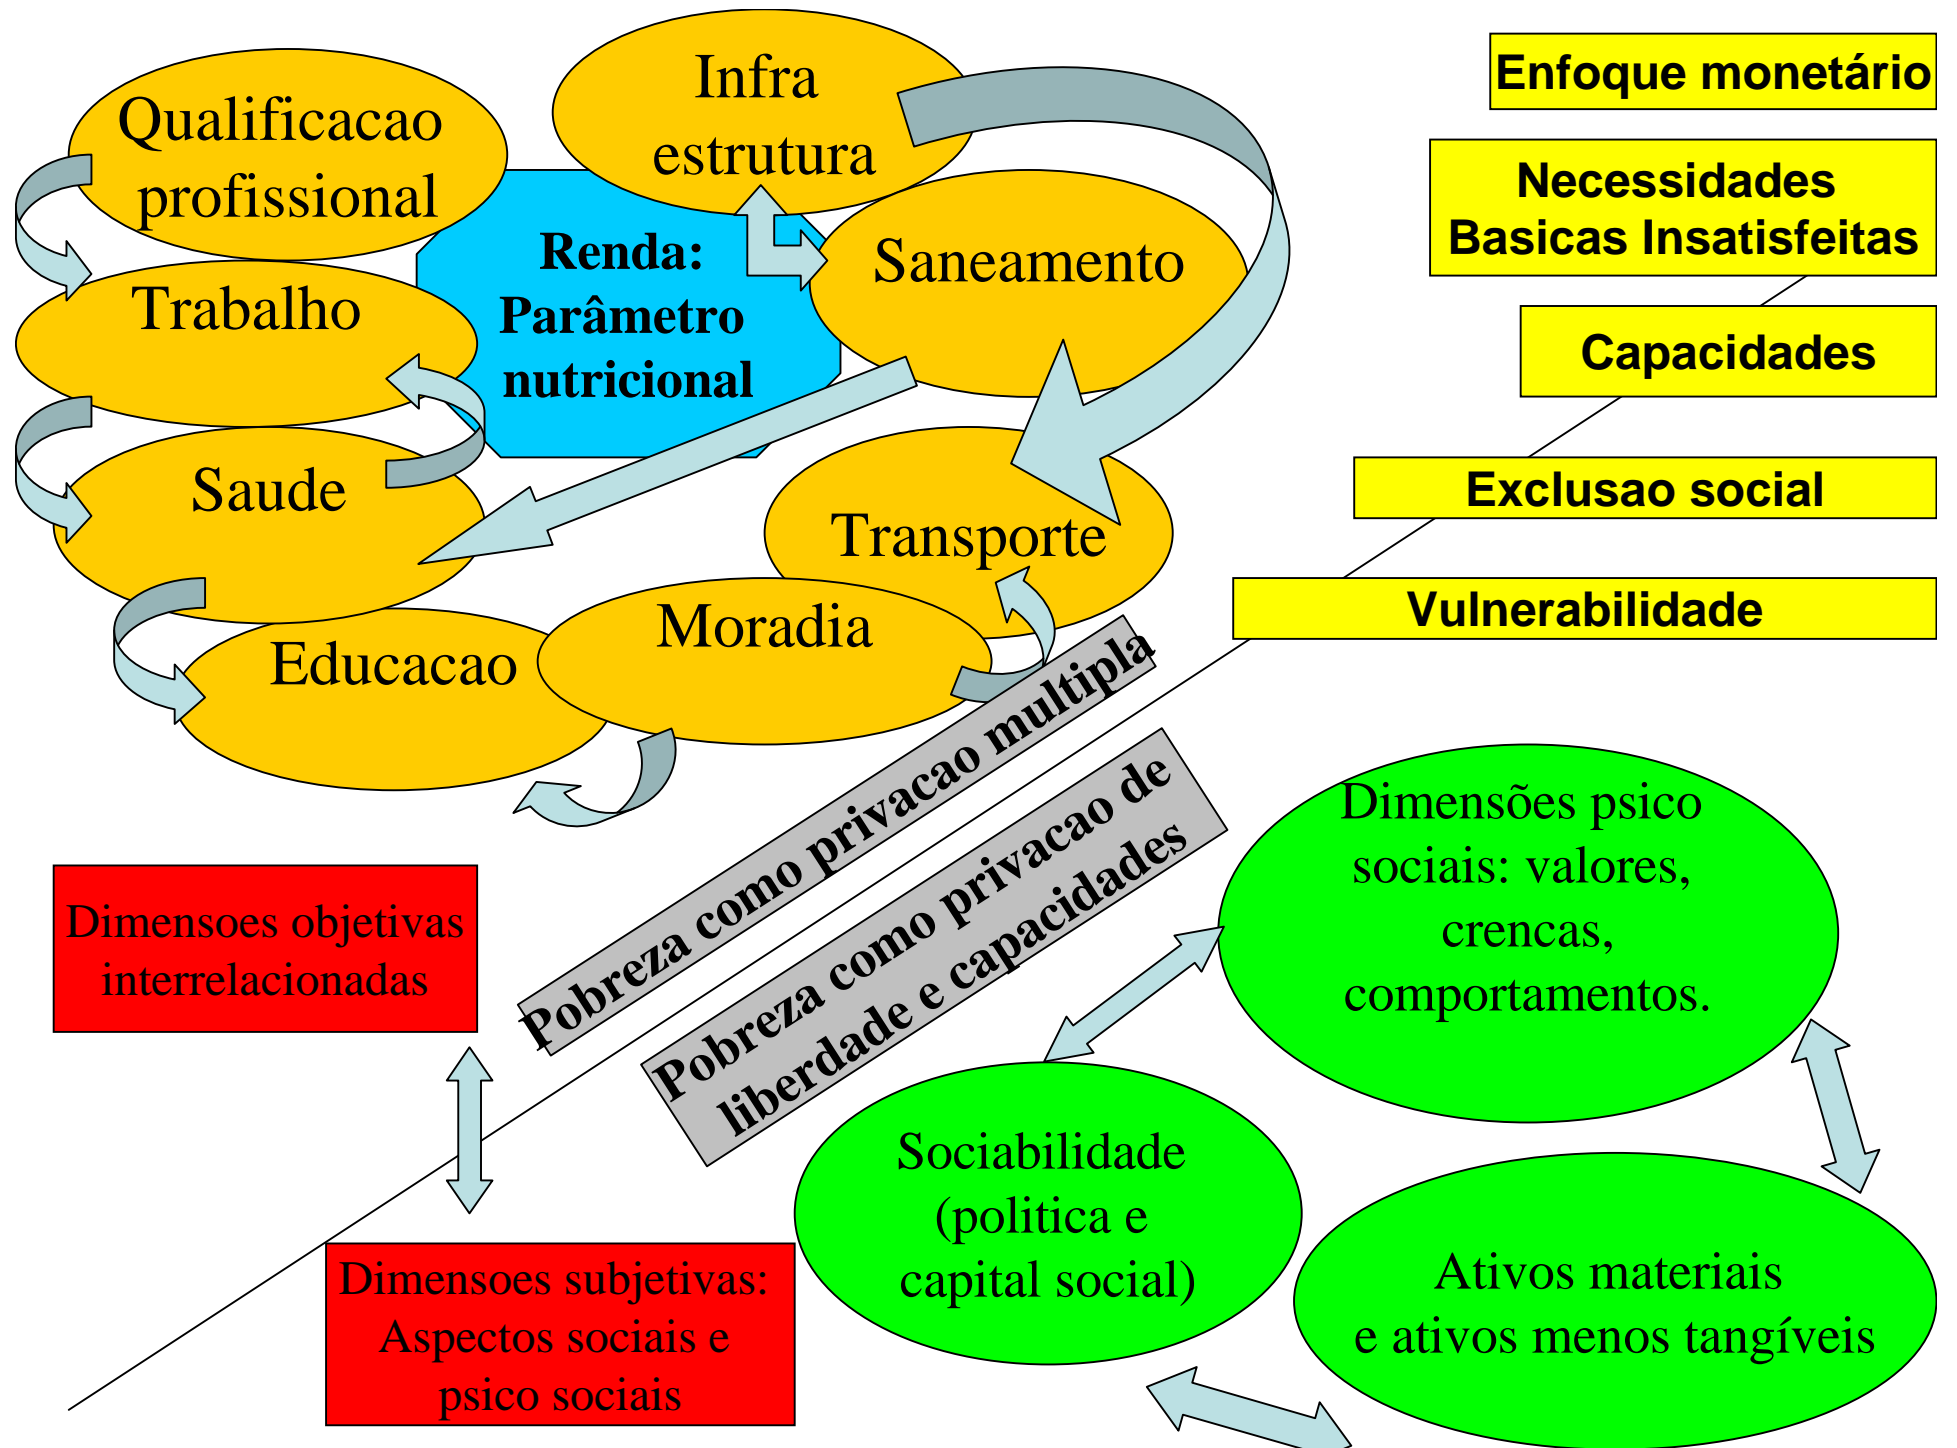 Qualificacao
profissional
Infra
estrutura
Enfoque monetário
Necessidades
Basicas Insatisfeitas
Renda:
Parâmetro
nutricional
Saneamento
Trabalho
Capacidades
Saude
Exclusao social
Transporte
Vulnerabilidade
Moradia
Educacao
Pobreza como privacao multipla
Pobreza como privacao de
liberdade e capacidades
Dimensões psico
sociais: valores,
crencas,
comportamentos.
Dimensoes objetivas
interrelacionadas
Sociabilidade
(politica e
capital social)
Dimensoes subjetivas:
Aspectos sociais e
psico sociais
Ativos materiais
e ativos menos tangíveis